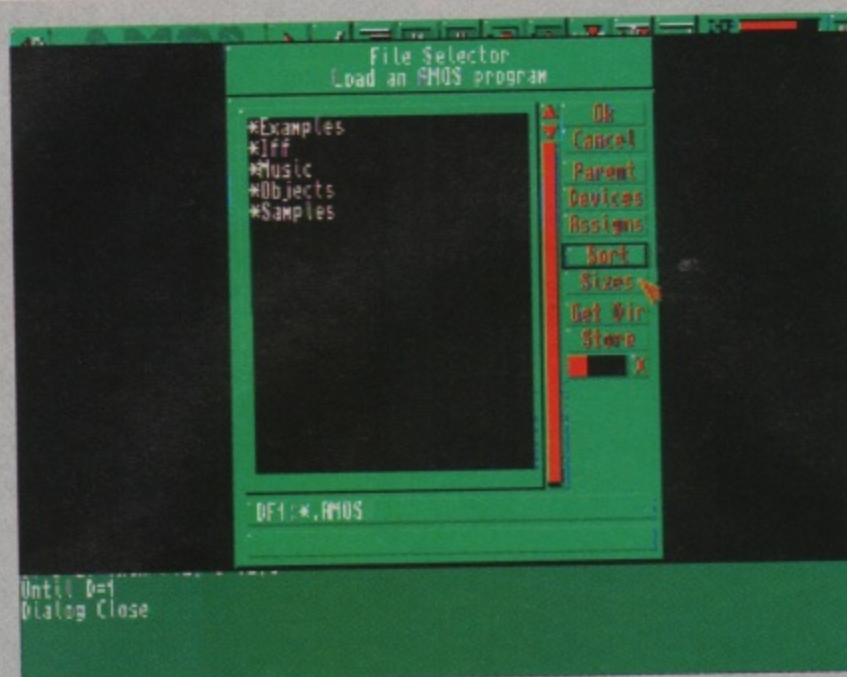 File Selector
Load an AMOS program
*Examples
*Iff
*Music
*Objects
*Samples
Ok
Cancel
Parent
Devices
Assigns
Sort
Sizes
Get Dir
Store
X
DF1:*.AMOS
Until D=1
Dialog Close